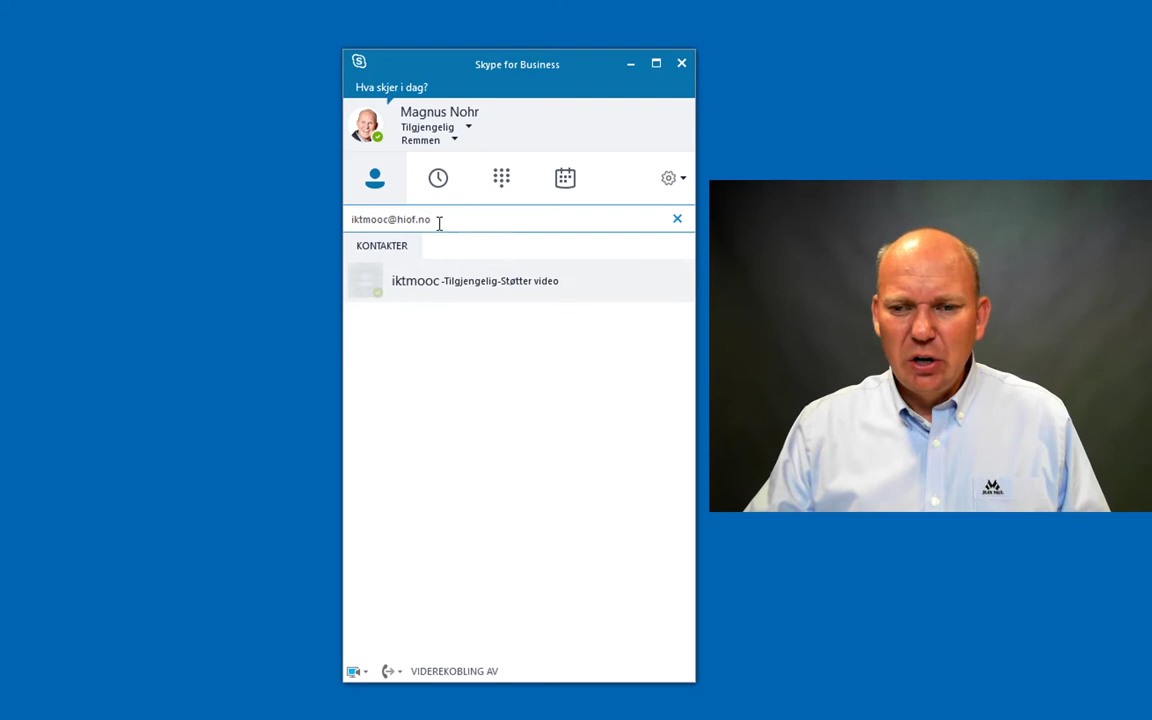 Skype for Business
Hva skjer i dag?
Magnus Nohr
Tilgjengelig
Remmen
iktmooc@hiof.no
KONTAKTER
iktmooc -Tilgjengelig-Støtter video
VIDEREKOBLING AV